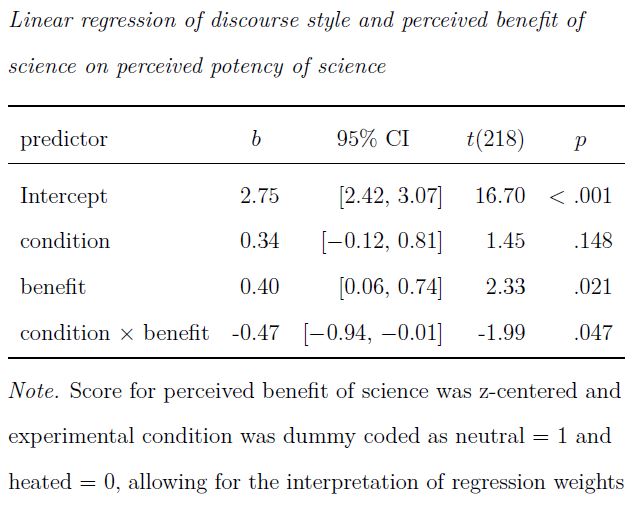 Linear regression of discourse style and perceived benefit of
science on perceived potency of science
predictor b 95% CI t(218) p
Intercept 2.75 [2.42, 3.07] 16.70 < .001
condition 0.34 [−0.12, 0.81] 1.45 .148
benefit 0.40 [0.06, 0.74] 2.33 .021
condition × benefit -0.47 [−0.94, −0.01] -1.99 .047
Note. Score for perceived benefit of science was z-centered and
experimental condition was dummy coded as neutral = 1 and
heated = 0, allowing for the interpretation of regression weights